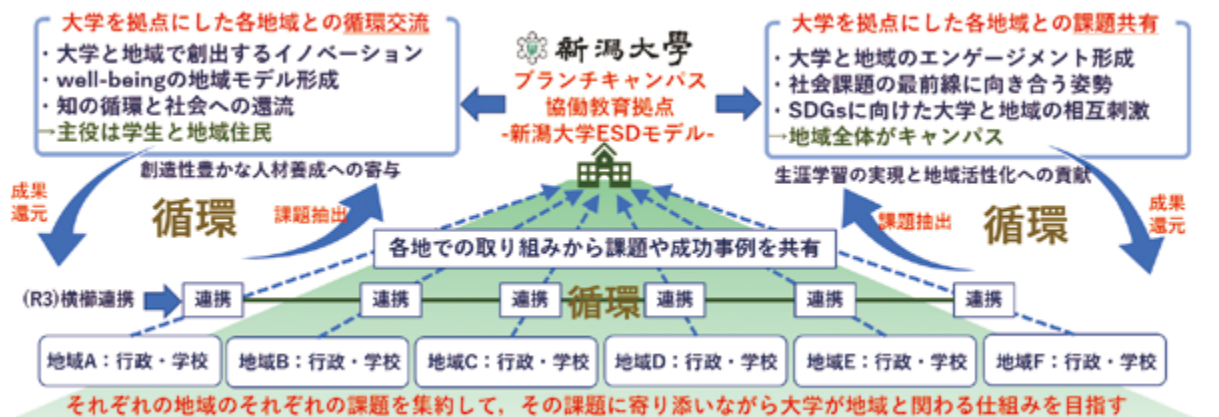 大学を拠点にした各地域との循環交流
・大学と地域で創出するイノベーション
・well-beingの地域モデル形成
・知の循環と社会への還流
→主役は学生と地域住民
新潟大學
ブランチキャンパス
協働教育拠点
-新潟大学ESDモデル-
大学を拠点にした各地域との課題共有
・大学と地域のエンゲージメント形成
・社会課題の最前線に向き合う姿勢
・SDGsに向けた大学と地域の相互刺激
→地域全体がキャンパス
創造性豊かな人材養成への寄与
生涯学習の実現と地域活性化への貢献
成果
還元
循環
課題抽出
課題抽出
循環
成果
還元
各地での取り組みから課題や成功事例を共有
(R3)横櫛連携
連携
連携
連携
循環
連携
連携
連携
地域A：行政・学校
地域B：行政・学校
地域C：行政・学校
地域D：行政・学校
地域E：行政・学校
地域F：行政・学校
それぞれの地域のそれぞれの課題を集約して，その課題に寄り添いながら大学が地域と関わる仕組みを目指す